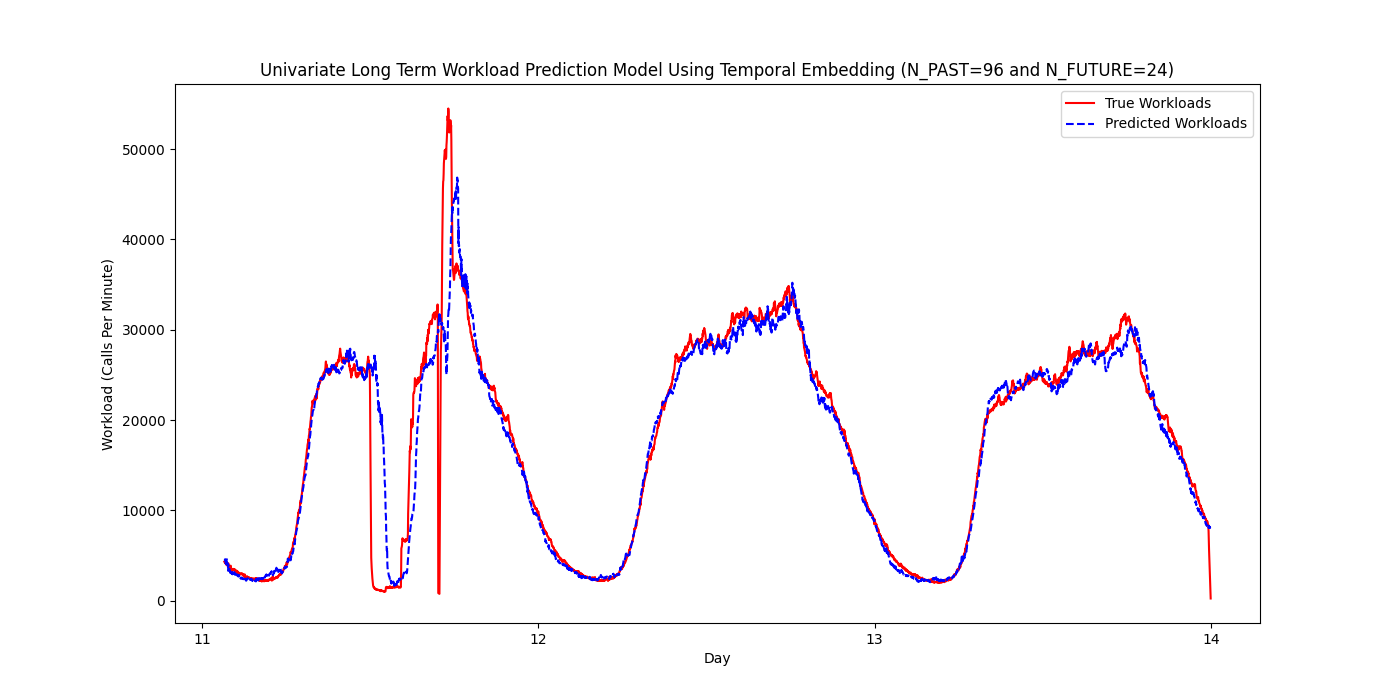 Univariate Long Term Workload Prediction Model Using Temporal Embedding (N_PAST=96 and N_FUTURE=24)
True Workloads
Predicted Workloads
Workload (Calls Per Minute)
50000
40000
30000
20000
10000
0
11
12
13
14
Day